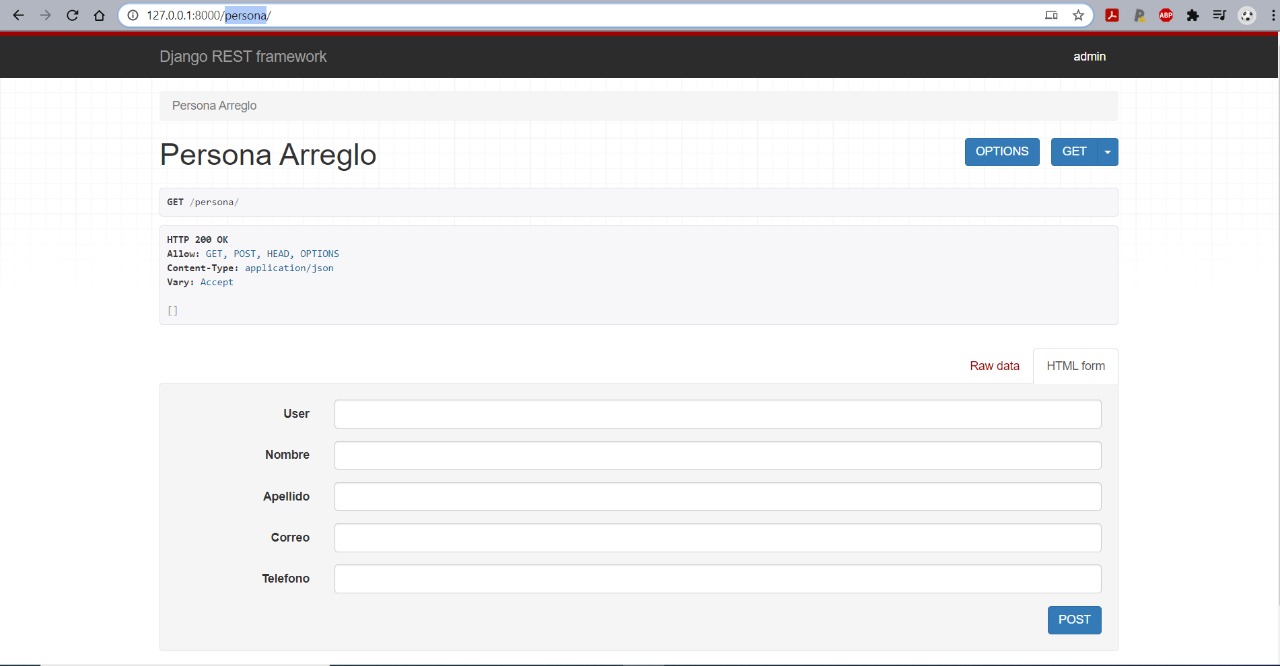 127.0.0.1:8000/persona/
ABP
Django REST framework
admin
Persona Arreglo
Persona Arreglo
OPTIONS
GET
GET /persona/
HTTP 200 OK
Allow: GET, POST, HEAD, OPTIONS
Content-Type: application/json
Vary: Accept
[]
Raw data
HTML form
User
Nombre
Apellido
Correo
Telefono
POST